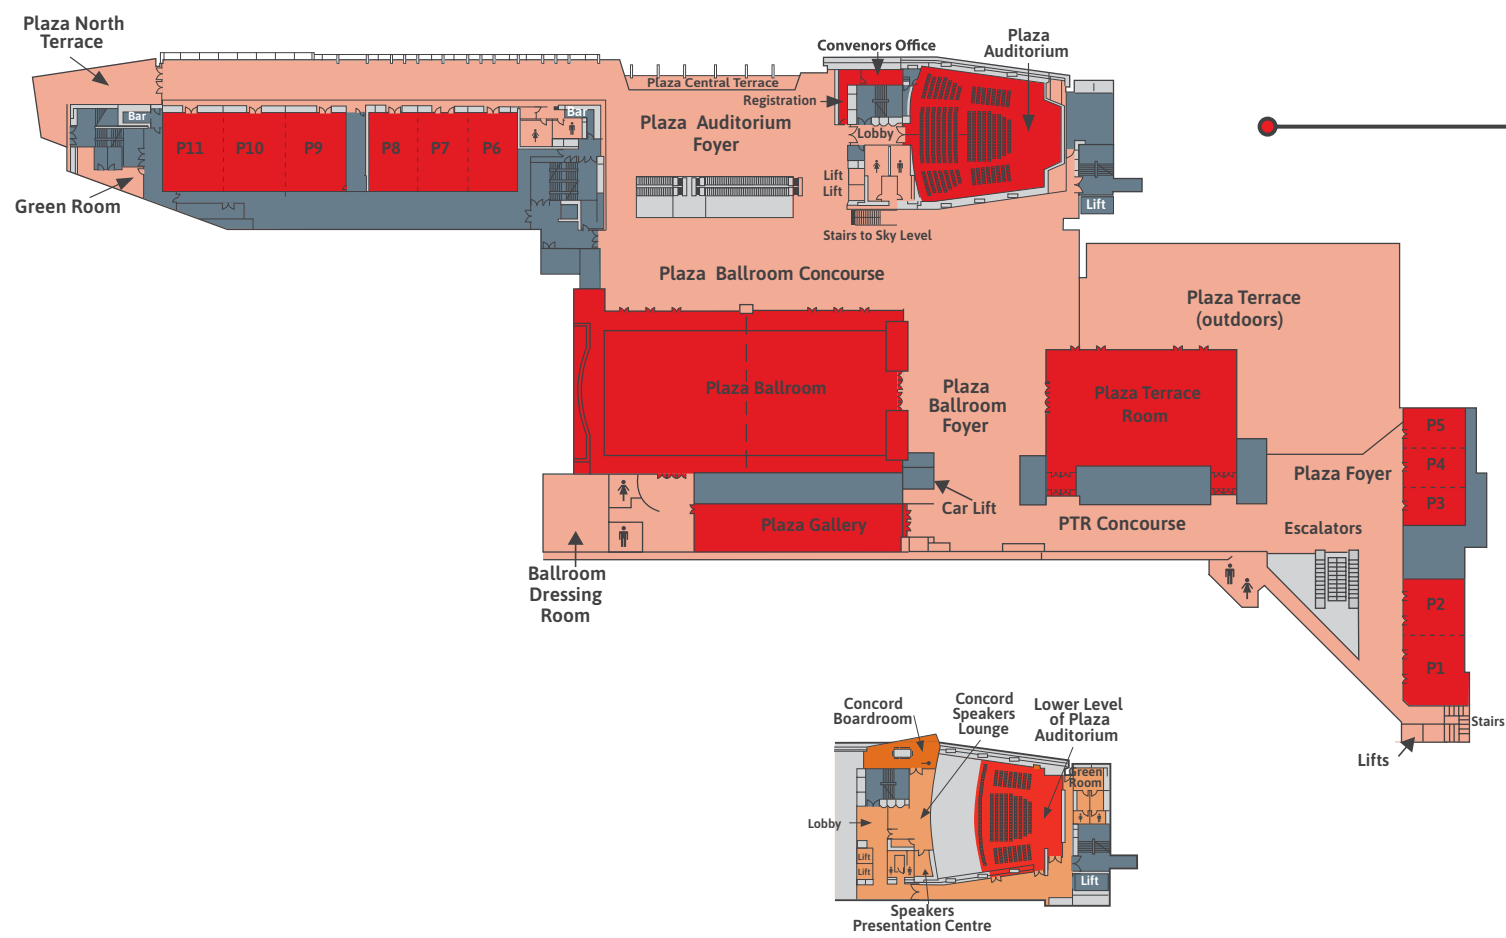 Plaza North
Terrace
Convenors Office
Plaza
Auditorium
Plaza Central Terrace
Registration
Bar
Bar
Plaza Auditorium
Foyer
Lobby
P11
P10
P9
P8
P7
P6
Lift
Lift
Green Room
Lift
Stairs to Sky Level
Plaza Ballroom Concourse
Plaza Terrace
(outdoors)
Plaza Ballroom
Plaza
Ballroom
Foyer
Plaza Terrace
Room
P5
P4
P3
Plaza Foyer
Car Lift
Plaza Gallery
PTR Concourse
Escalators
Ballroom
Dressing
Room
P2
P1
Stairs
Lifts
Concord
Boardroom
Concord
Speakers
Lounge
Lower Level
of Plaza
Auditorium
Green
Room
Lobby
Lift
Lift
Lift
Speakers
Presentation Centre